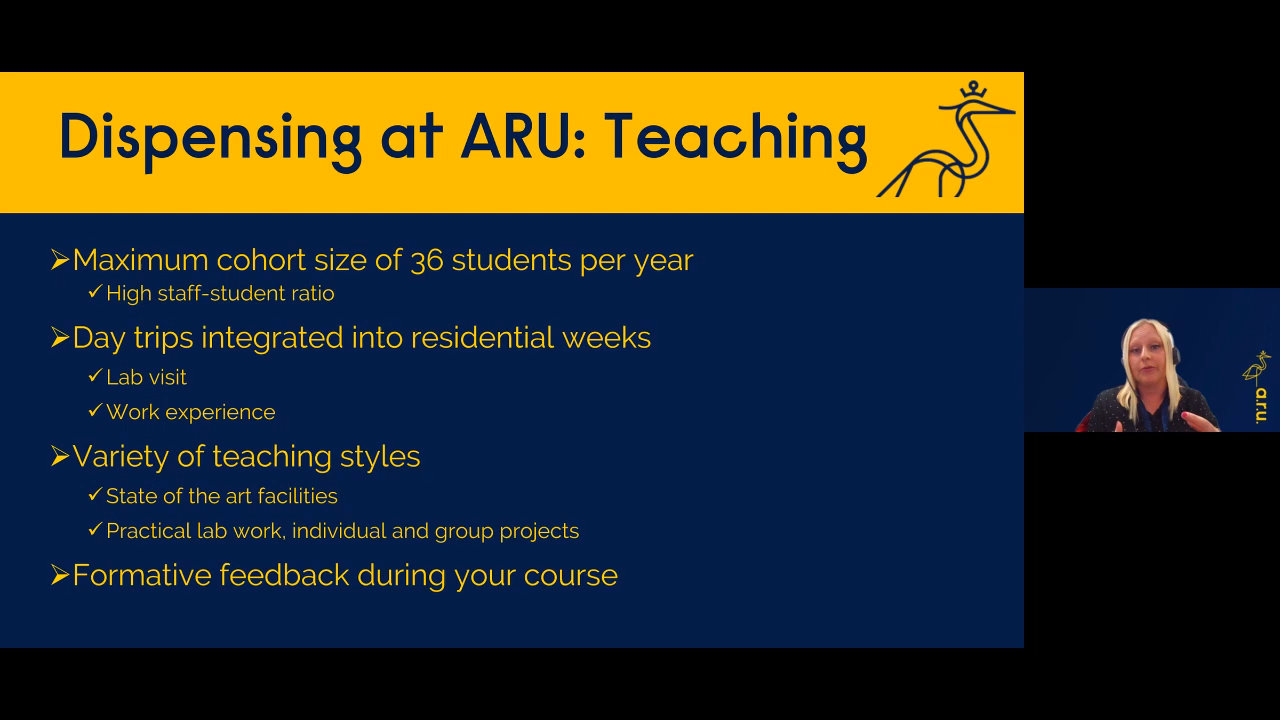 Dispensing at ARU: Teaching
➢Maximum cohort size of 36 students per year
✓High staff-student ratio
➢Day trips integrated into residential weeks
✓Lab visit
✓Work experience
➢Variety of teaching styles
✓State of the art facilities
✓Practical lab work, individual and group projects
➢Formative feedback during your course
a.r.u.